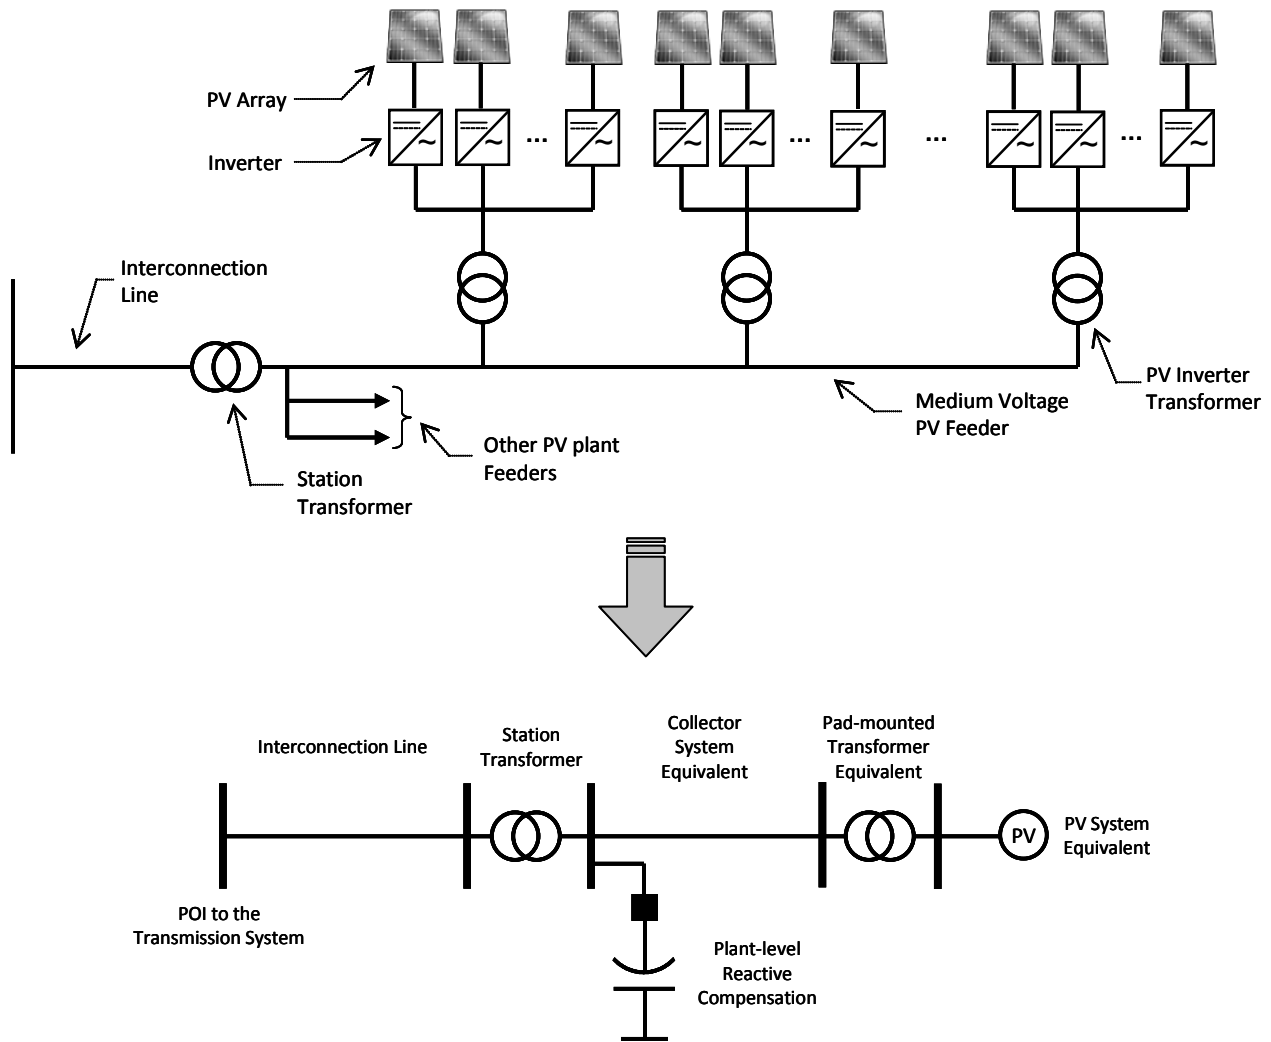 PV Array
Inverter
...
...
...
...
Interconnection
Line
PV Inverter
Transformer
Medium Voltage
PV Feeder
Other PV plant
Feeders
Station
Transformer
Interconnection Line
Station
Transformer
Collector
System
Equivalent
Pad-mounted
Transformer
Equivalent
PV
PV System
Equivalent
POI to the
Transmission System
Plant-level
Reactive
Compensation